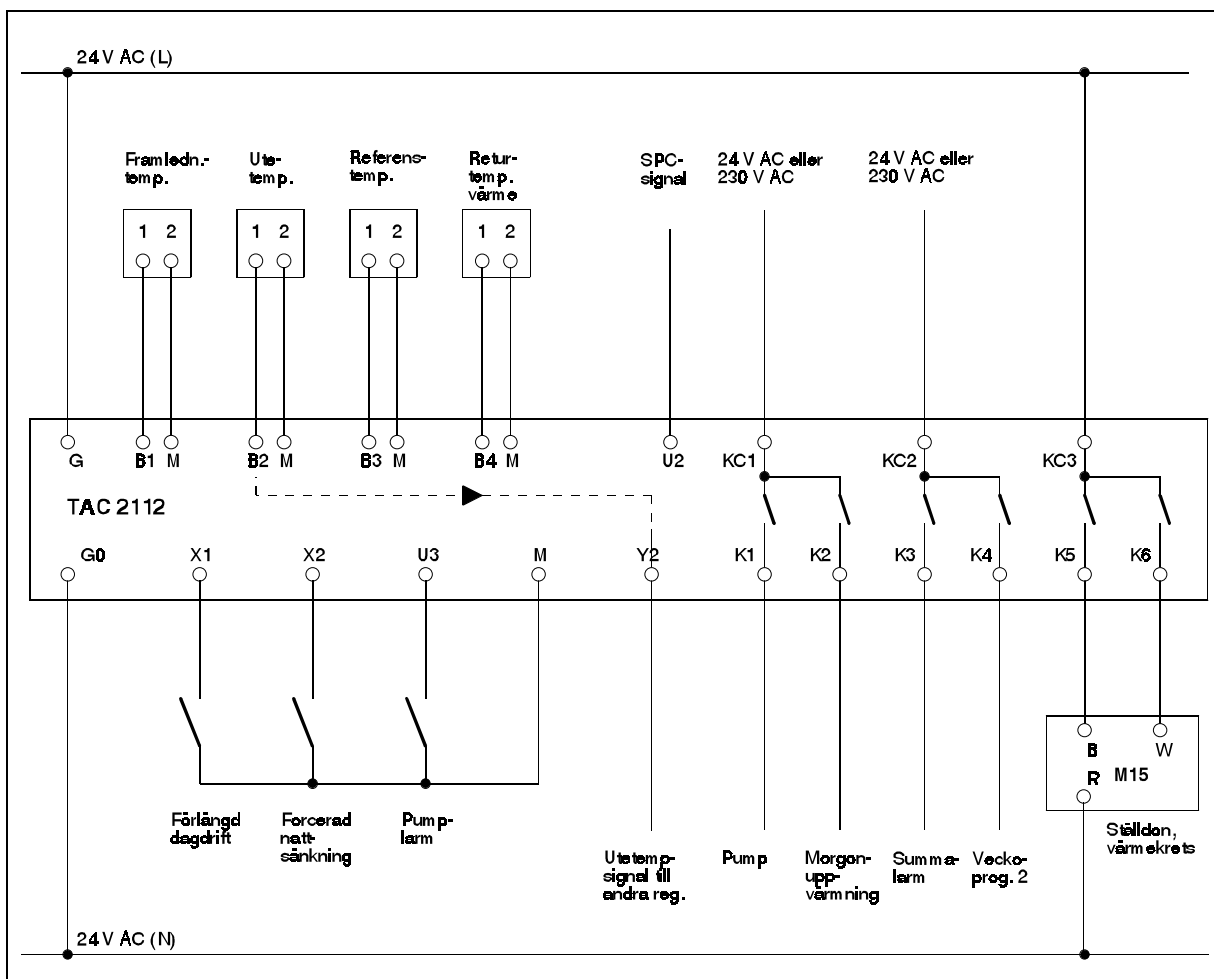 24 V AC (L)
Framledn.-
temp.
Ute-
temp.
Referens-
temp.
Retur-
temp.
värme
SPC-
signal
24 V AC eller
230 V AC
24 V AC eller
230 V AC
1 2
1 2
1 2
1 2
G B1 M B2 M B3 M B4 M U2 KC1 KC2 KC3
TAC 2112
G0 X1 X2 U3 M Y2 K1 K2 K3 K4 K5 K6
B W
R M15
Förlängd
dagdrift
Forcerad
natt-
sänkning
Pump-
larm
Utetemp-
signal till
andra reg.
Pump
Morgon-
upp-
värmning
Summa-
larm
Vecko-
prog. 2
Ställdon,
värmekrets
24 V AC (N)